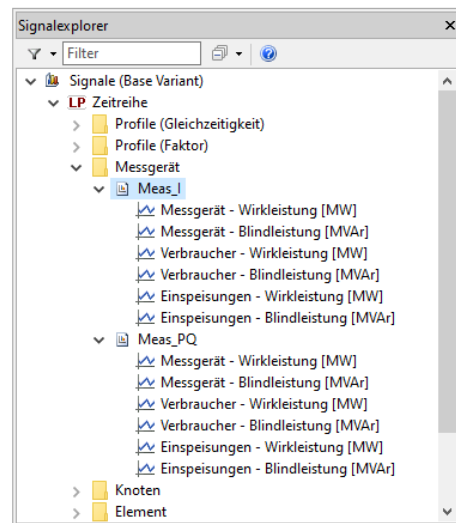 Signalexplorer
Filter
Signale (Base Variant)
LP Zeitreihe
Profile (Gleichzeitigkeit)
Profile (Faktor)
Messgerät
Meas_I
Messgerät - Wirkleistung [MW]
Messgerät - Blindleistung [MVAr]
Verbraucher - Wirkleistung [MW]
Verbraucher - Blindleistung [MVAr]
Einspeisungen - Wirkleistung [MW]
Einspeisungen - Blindleistung [MVAr]
Meas_PQ
Messgerät - Wirkleistung [MW]
Messgerät - Blindleistung [MVAr]
Verbraucher - Wirkleistung [MW]
Verbraucher - Blindleistung [MVAr]
Einspeisungen - Wirkleistung [MW]
Einspeisungen - Blindleistung [MVAr]
Knoten
Element